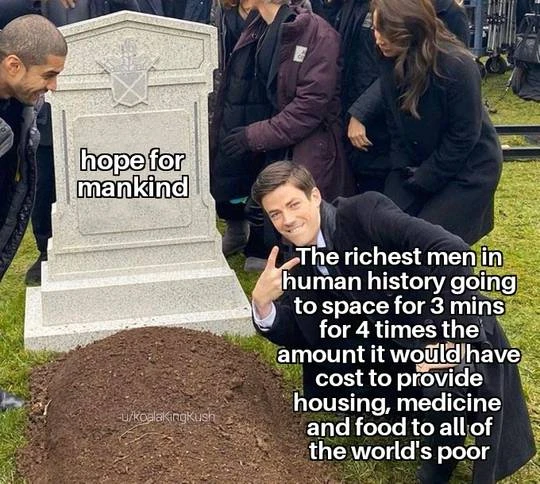 hope for
mankind
The richest men in
human history going
to space for 3 mins
for 4 times the
amount it would have
cost to provide
housing, medicine
and food to all of
the world's poor
-u/koalaKingKush